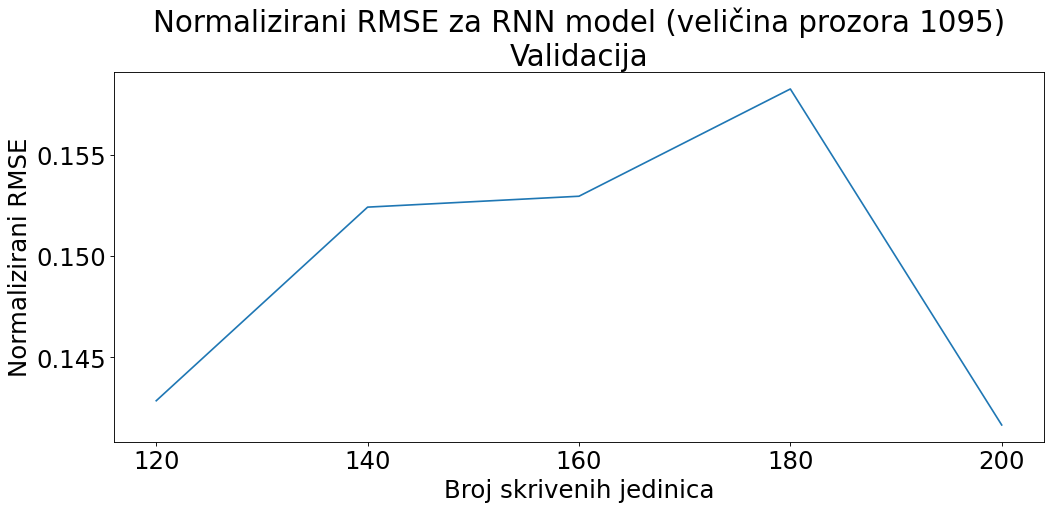 Normalizirani RMSE za RNN model (veličina prozora 1095)
Validacija
Normalizirani RMSE
0.155
0.150
0.145
120 140 160 180 200
Broj skrivenih jedinica